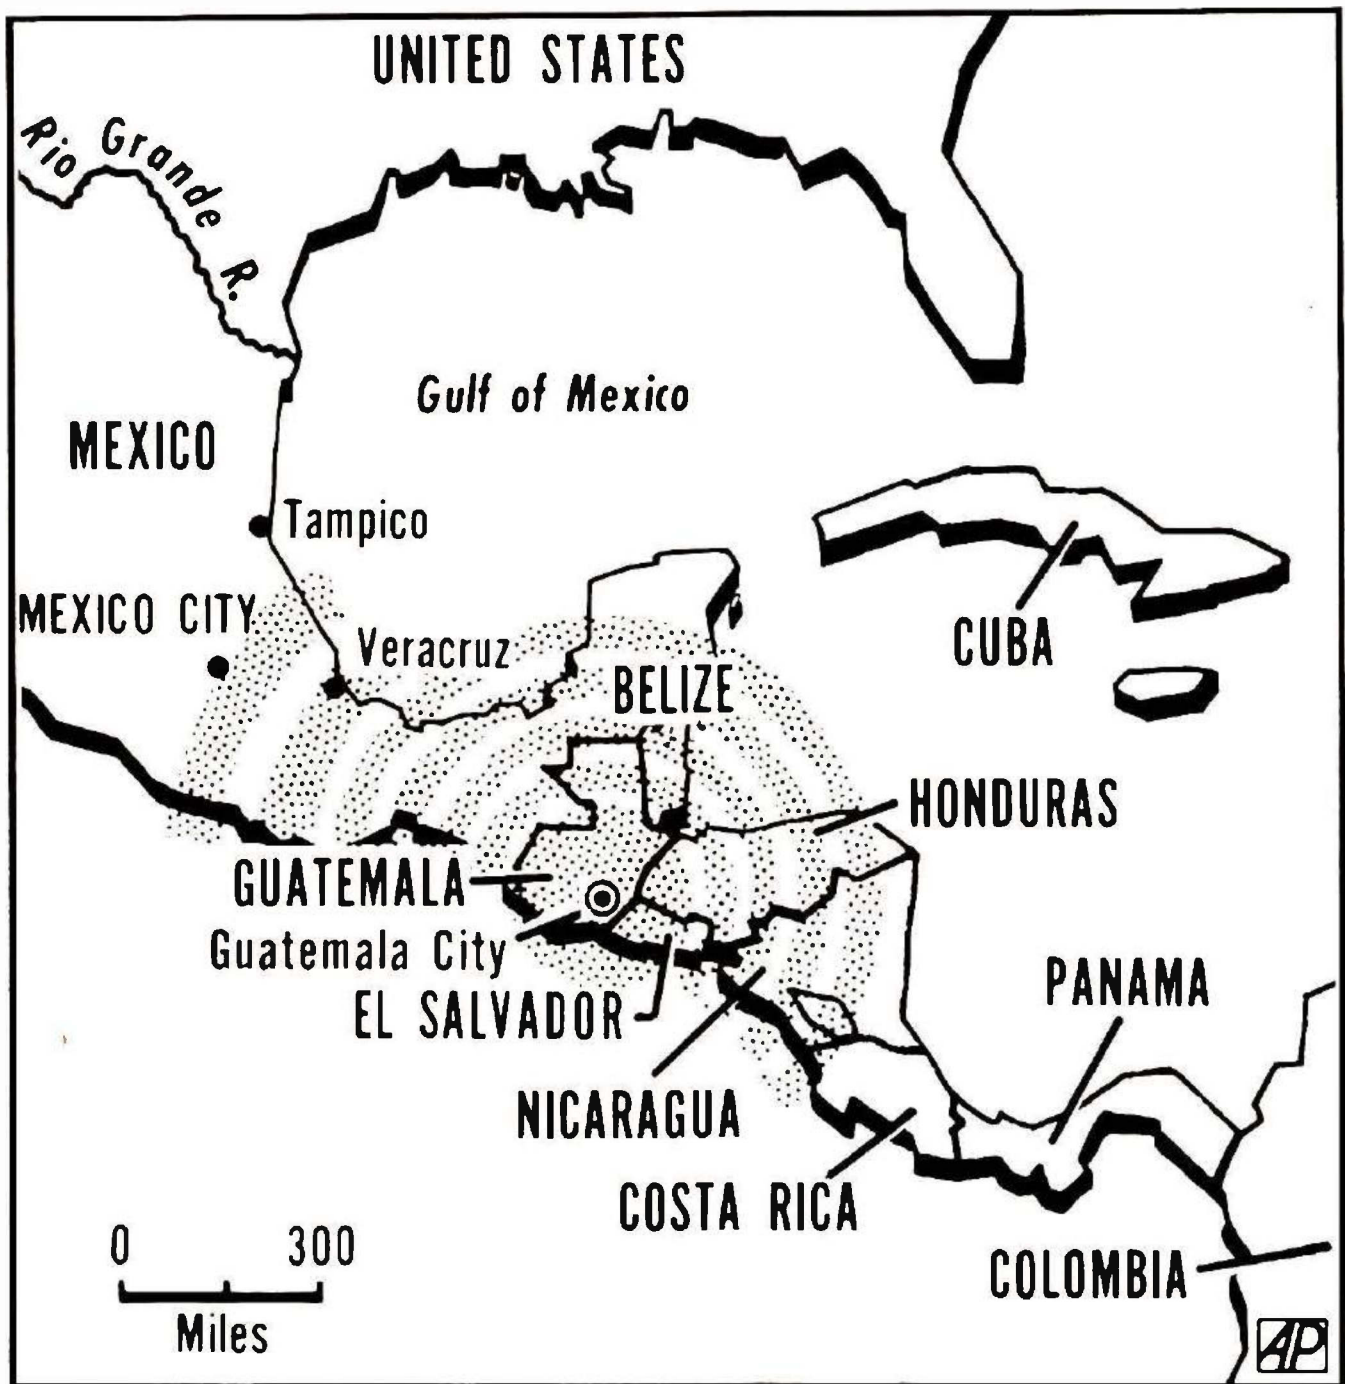 UNITED STATES
Rio Grande R.
Gulf of Mexico
MEXICO
Tampico
MEXICO CITY
Veracruz
CUBA
BELIZE
HONDURAS
GUATEMALA
Guatemala City
EL SALVADOR
PANAMA
NICARAGUA
COSTA RICA
COLOMBIA
0 300
Miles
AP